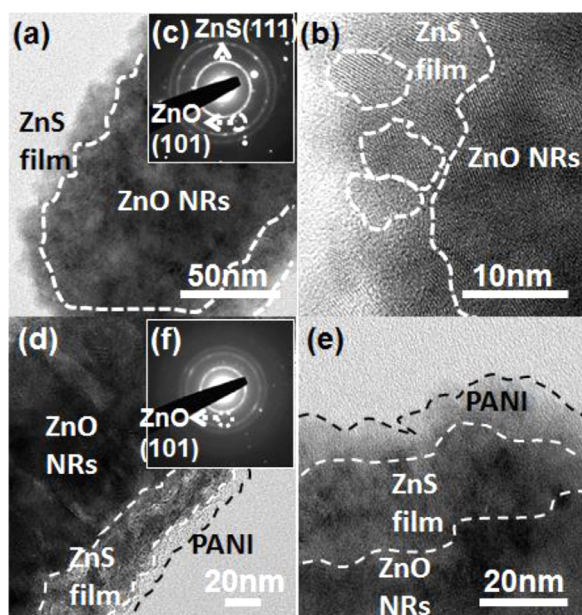 (a)
(c)
ZnS(111)
ZnO
(101)
ZnS
film
ZnO NRs
50nm
(b)
ZnS
film
ZnO NRs
10nm
(d)
(f)
ZnO
(101)
ZnO
NRs
ZnS
film
PANI
20nm
(e)
PANI
ZnS
film
ZnO
NRs
20nm